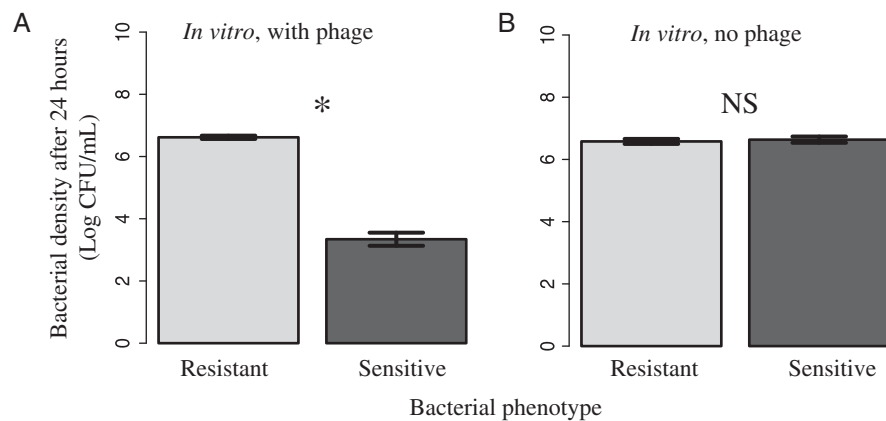 A
In vitro, with phage
Bacterial density after 24 hours
(Log CFU/mL)
10
8
6
4
2
0
*
Resistant
Sensitive
B
In vitro, no phage
10
8
6
4
2
0
NS
Resistant
Sensitive
Bacterial phenotype